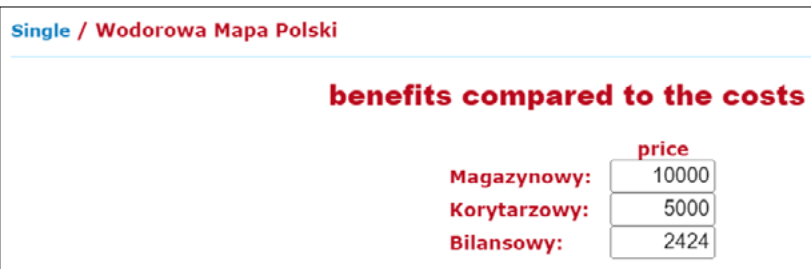 Single / Wodorowa Mapa Polski
benefits compared to the costs
price
Magazynowy: 10000
Korytarzowy: 5000
Bilansowy: 2424